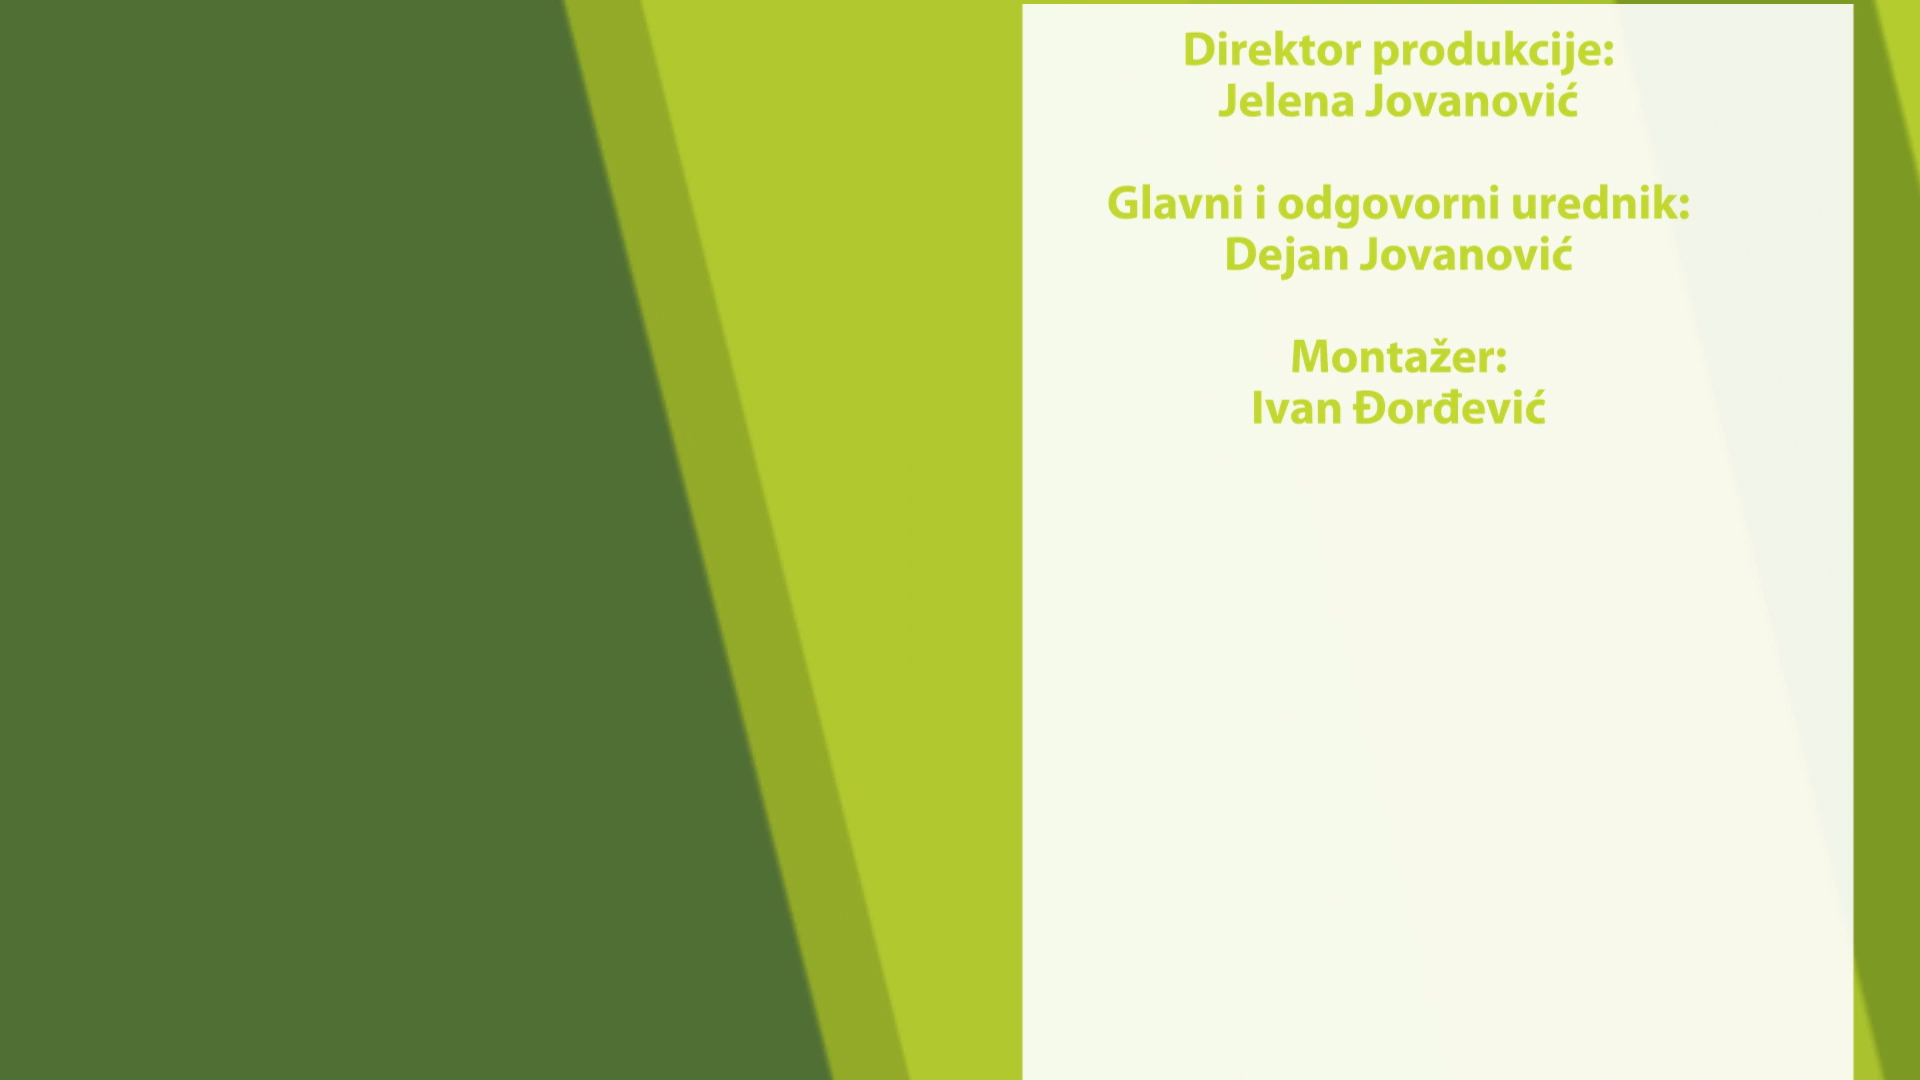 Direktor produkcije:
Jelena Jovanović
Glavni i odgovorni urednik:
Dejan Jovanović
Montažer:
Ivan Đorđević